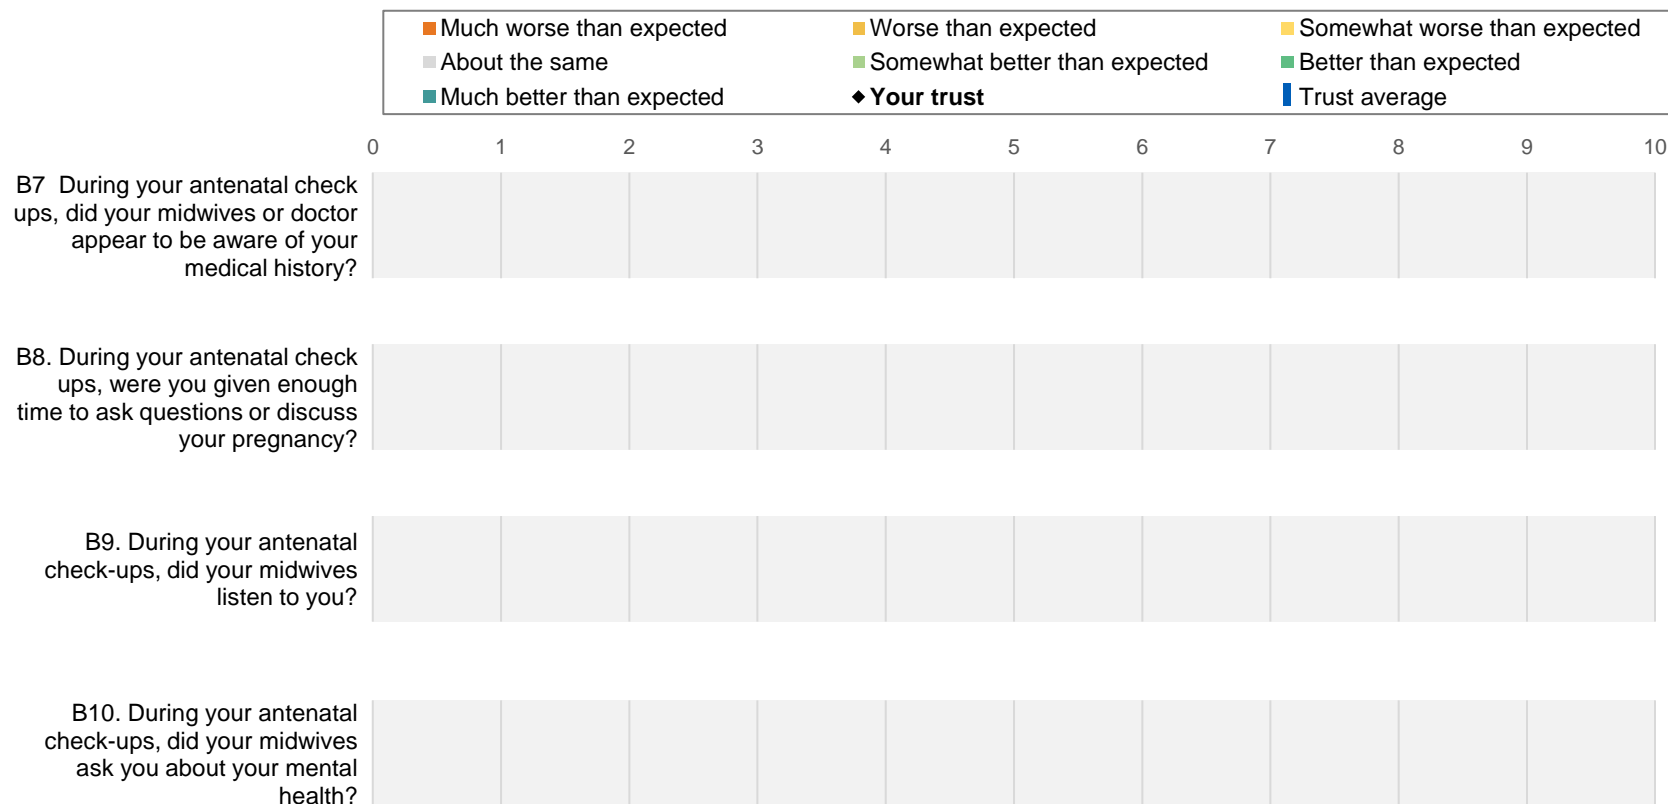 Much worse than expected
Worse than expected
Somewhat worse than expected
About the same
Somewhat better than expected
Better than expected
Much better than expected
Your trust
Trust average
0 1 2 3 4 5 6 7 8 9 10
B7 During your antenatal check
ups, did your midwives or doctor
appear to be aware of your
medical history?
B8. During your antenatal check
ups, were you given enough
time to ask questions or discuss
your pregnancy?
B9. During your antenatal
check-ups, did your midwives
listen to you?
B10. During your antenatal
check-ups, did your midwives
ask you about your mental
health?